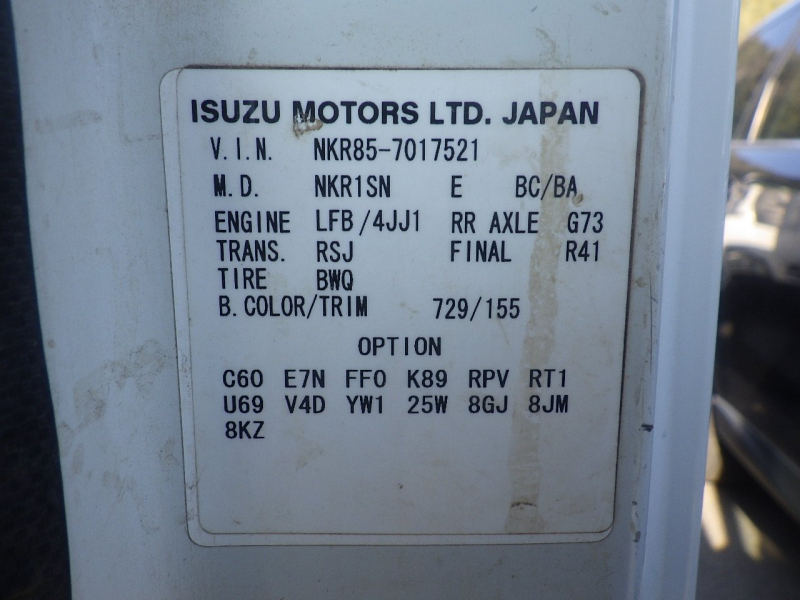 ISUZU MOTORS LTD. JAPAN
V.I.N. NKR85-7017521
M.D. NKR1SN E BC/BA
ENGINE LFB/4JJ1 RR AXLE G73
TRANS. RSJ FINAL R41
TIRE BWQ
B.COLOR/TRIM 729/155
OPTION
C60 E7N FF0 K89 RPV RT1
U69 V4D YW1 25W 8GJ 8JM
8KZ